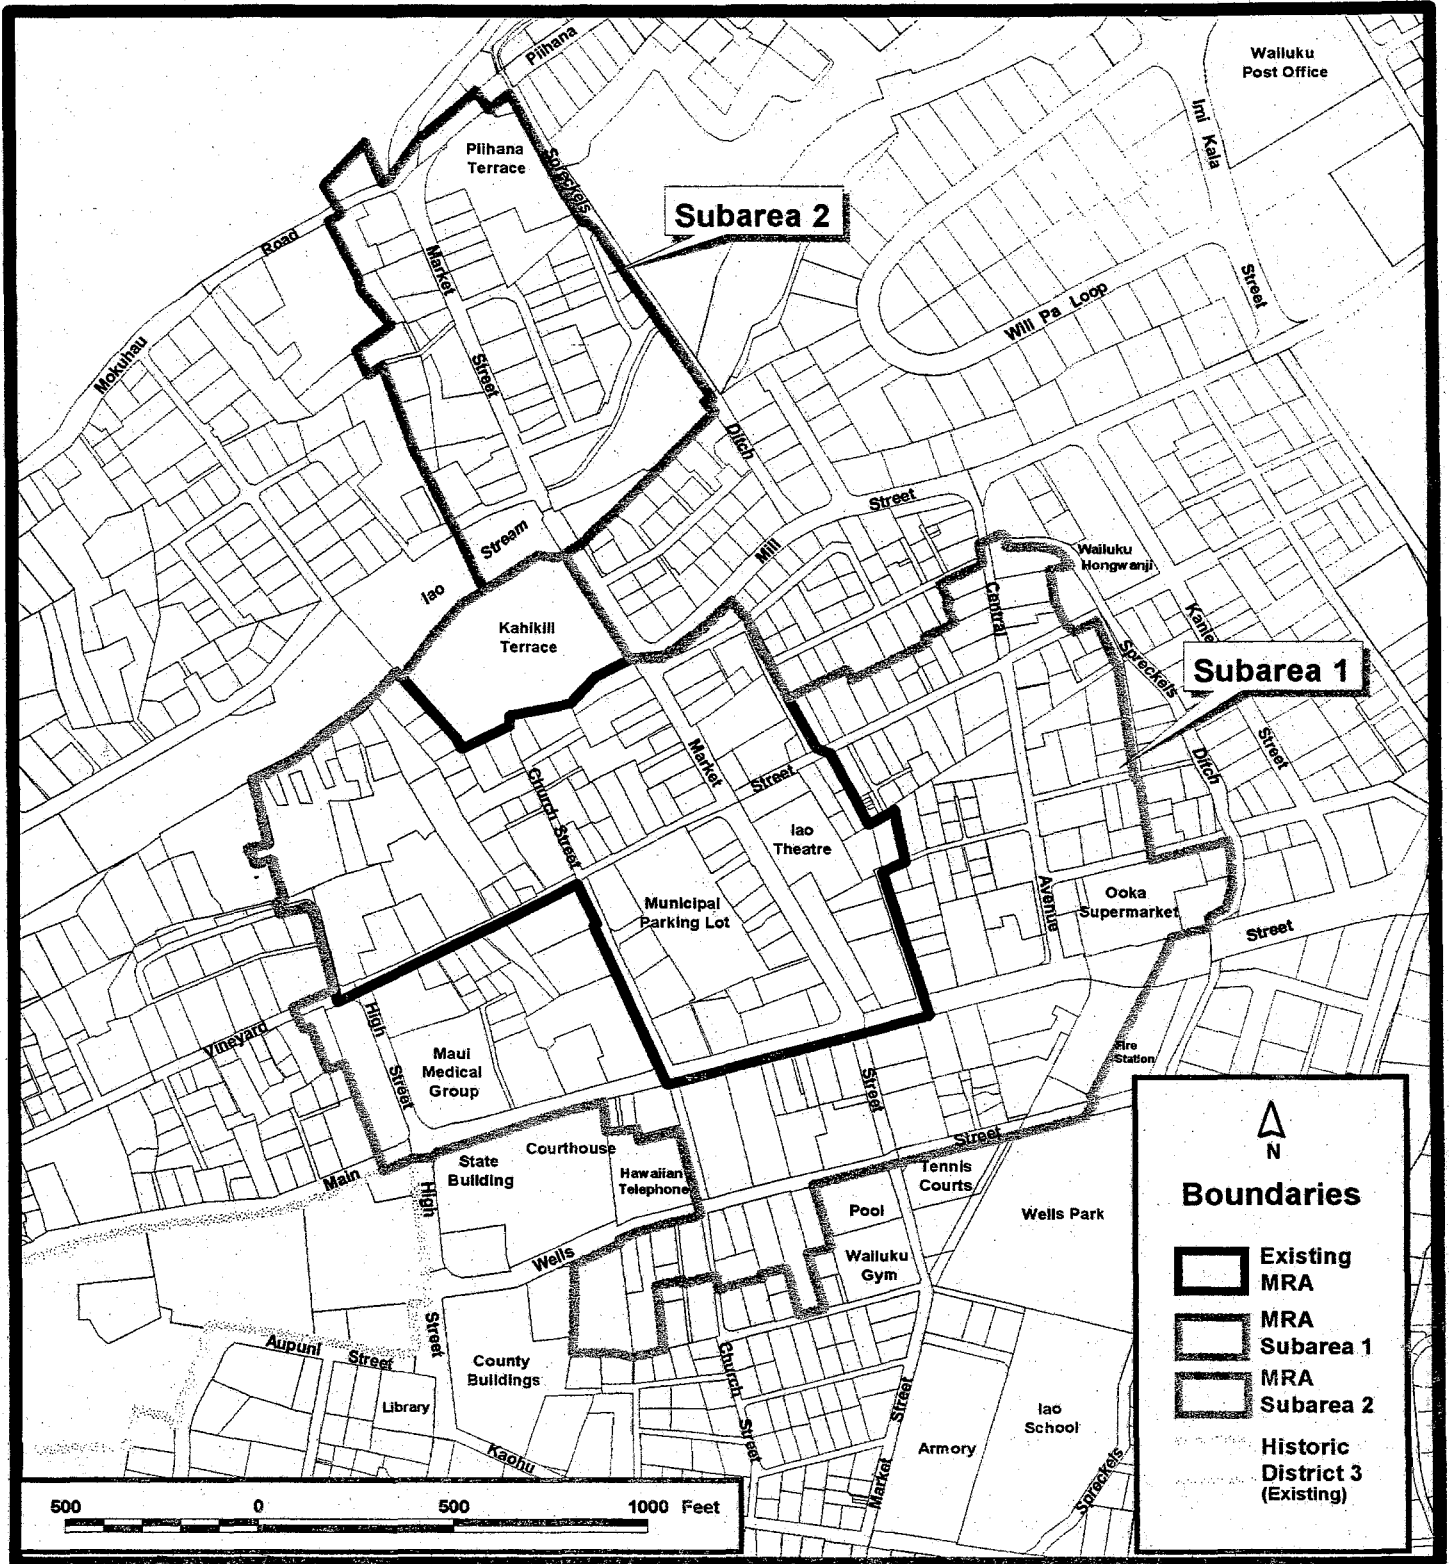 Piihana
Wailuku
Post Office
Imi Kala
Piihana
Terrace
Spreckels
Subarea 2
Road
Market
Street
Will Pa Loop
Mokuhau
Street
Ditch
Street
Stream
Mill
Wailuku
Hongwanji
Iao
Central
Kahikili
Terrace
Spreckels
Subarea 1
Market
Street
Street
Ditch
Church Street
Iao
Theatre
Municipal
Parking Lot
Avenue
Ooka
Supermarket
Street
High
Vineyard
Fire
Station
Maui
Medical
Group
Street
Street
Street
Courthouse
State
Building
Main
Hawaiian
Telephone
Tennis
Courts
High
Pool
Wells Park
Wells
Wailuku
Gym
Street
Aupuni Street
County
Buildings
Church
Library
Street
Street
Iao
School
Armory
Kaohu
Market
Spreckels
N
Boundaries
Existing
MRA
MRA
Subarea 1
MRA
Subarea 2
Historic
District 3
(Existing)
500 0 500 1000 Feet